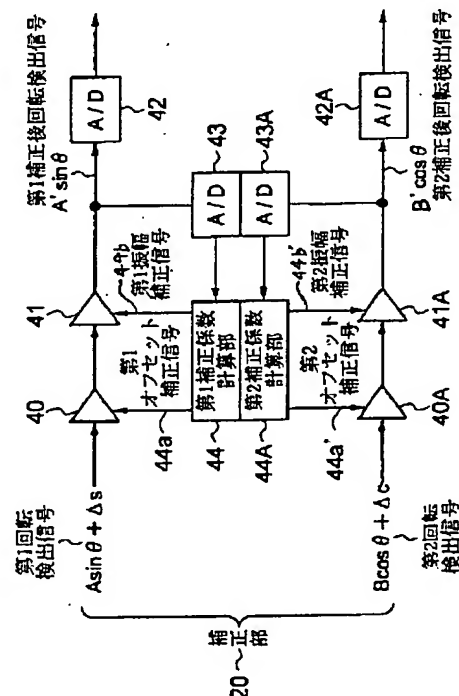 第1回転
検出信号
Asinθ+Δs
40
41
第1補正後回転検出信号
A'sinθ
A/D
42
44a
第1
オフセット
補正信号
44b
第1振幅
補正信号
A/D
43
A/D
43A
第1補正係数
計算部
44
第2補正係数
計算部
44A
44a'
第2
オフセット
補正信号
44b'
第2振幅
補正信号
第2回転
検出信号
Bcosθ+Δc
40A
41A
B'cosθ
第2補正後回転検出信号
A/D
42A
補正部
20